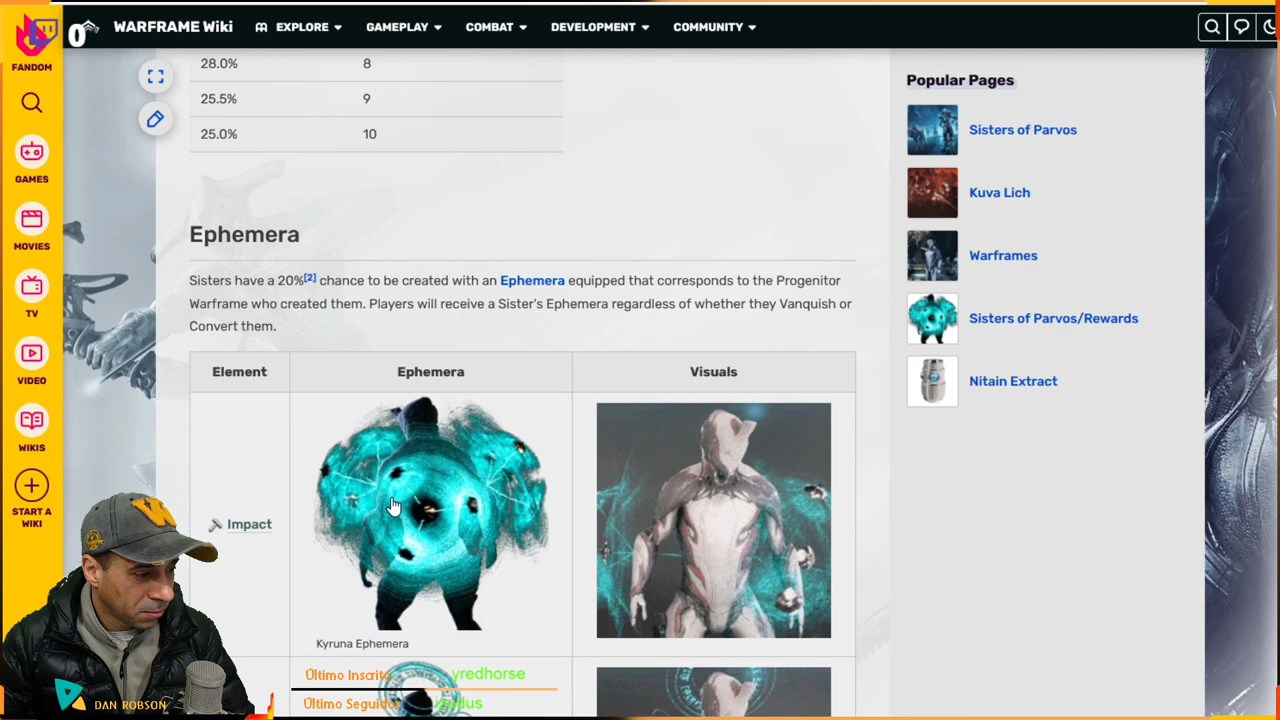 FANDOM
GAMES
MOVIES
TV
VIDEO
WIKIS
START A
WIKI
WARFRAME Wiki
EXPLORE
GAMEPLAY
COMBAT
DEVELOPMENT
COMMUNITY
28.0% 8
25.5% 9
25.0% 10
Ephemera
Sisters have a 20%[2] chance to be created with an Ephemera equipped that corresponds to the Progenitor
Warframe who created them. Players will receive a Sister's Ephemera regardless of whether they Vanquish or
Convert them.
Element Ephemera Visuals
Impact
Kyruna Ephemera
Popular Pages
Sisters of Parvos
Kuva Lich
Warframes
Sisters of Parvos/Rewards
Nitain Extract
Último Inscrito yredhorse
Último Seguidor
DAN ROBSON